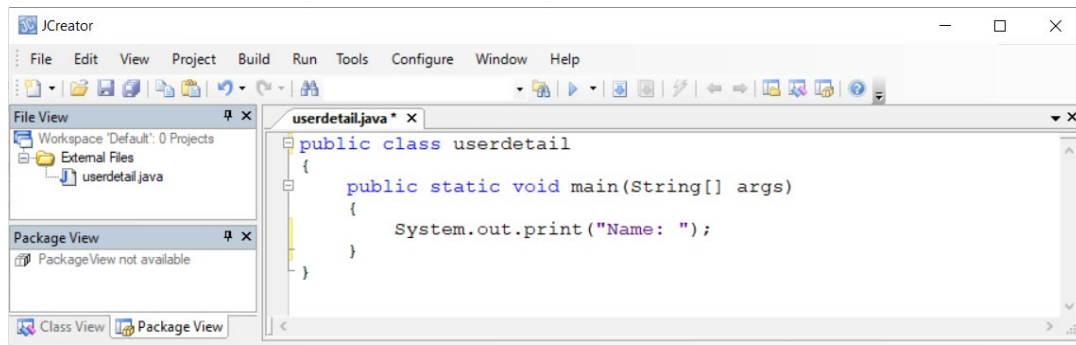 JCreator
File Edit View Project Build Run Tools Configure Window Help
File View
Workspace 'Default': 0 Projects
External Files
userdetail.java
Package View
PackageView not available
Class View Package View
userdetail.java *
public class userdetail
{
public static void main(String[] args)
{
System.out.print("Name: ");
}
}